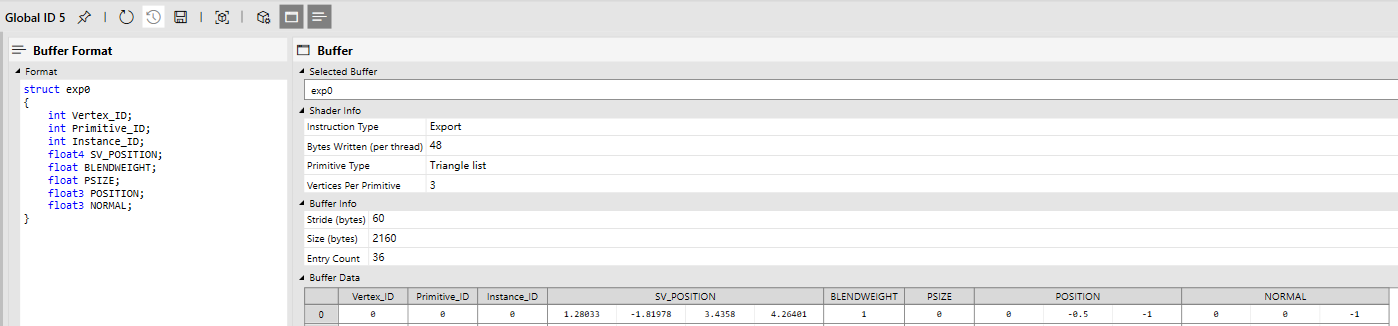 Global ID 5
Buffer Format
Format
struct exp0
{
    int Vertex_ID;
    int Primitive_ID;
    int Instance_ID;
    float4 SV_POSITION;
    float BLENDWEIGHT;
    float PSIZE;
    float3 POSITION;
    float3 NORMAL;
}
Buffer
Selected Buffer
exp0
Shader Info
Instruction Type Export
Bytes Written (per thread) 48
Primitive Type Triangle list
Vertices Per Primitive 3
Buffer Info
Stride (bytes) 60
Size (bytes) 2160
Entry Count 36
Buffer Data
Vertex_ID Primitive_ID Instance_ID SV_POSITION BLENDWEIGHT PSIZE POSITION NORMAL
0 0 0 0 1.28033 -1.81978 3.4358 4.26401 1 0 0 -0.5 -1 0 0 -1